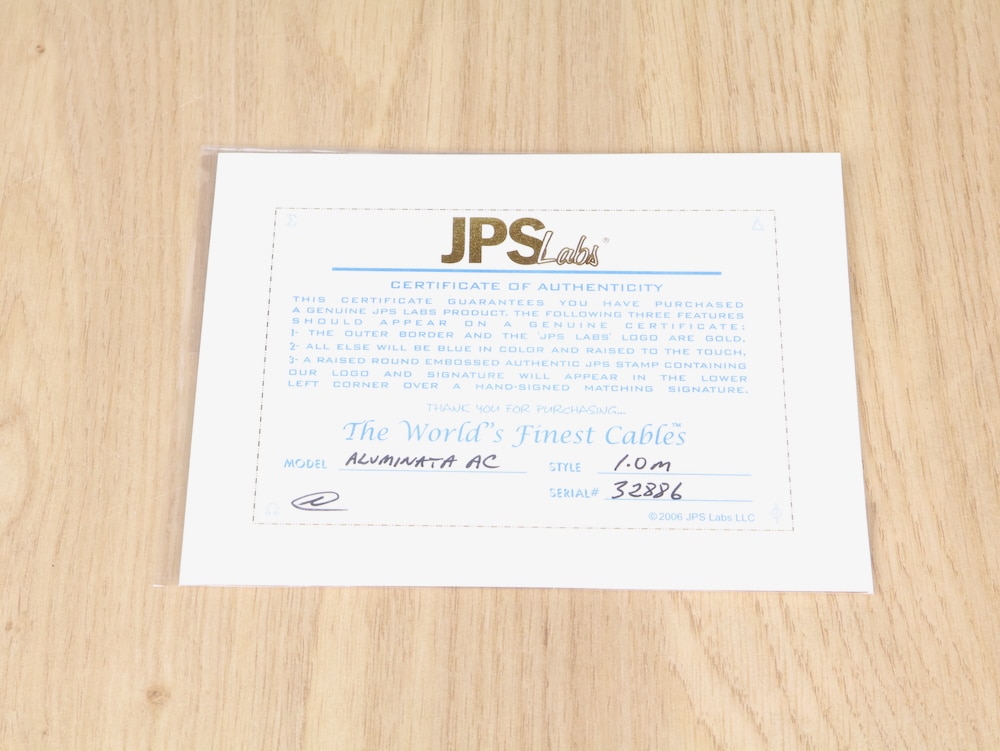 JPS Labs®
CERTIFICATE OF AUTHENTICITY
THIS CERTIFICATE GUARANTEES YOU HAVE PURCHASED
A GENUINE JPS LABS PRODUCT. THE FOLLOWING THREE FEATURES
SHOULD APPEAR ON A GENUINE CERTIFICATE:
1- THE OUTER BORDER AND THE 'JPS LABS' LOGO ARE GOLD,
2- ALL ELSE WILL BE BLUE IN COLOR AND RAISED TO THE TOUCH,
3- A RAISED ROUND EMBOSSED AUTHENTIC JPS STAMP CONTAINING
OUR LOGO AND SIGNATURE WILL APPEAR IN THE LOWER
LEFT CORNER OVER A HAND-SIGNED MATCHING SIGNATURE.
THANK YOU FOR PURCHASING...
The World"s Finest Cables™
MODEL ALUMINATA AC STYLE 1.0 m
SERIAL# 32886
©2006 JPS Labs LLC